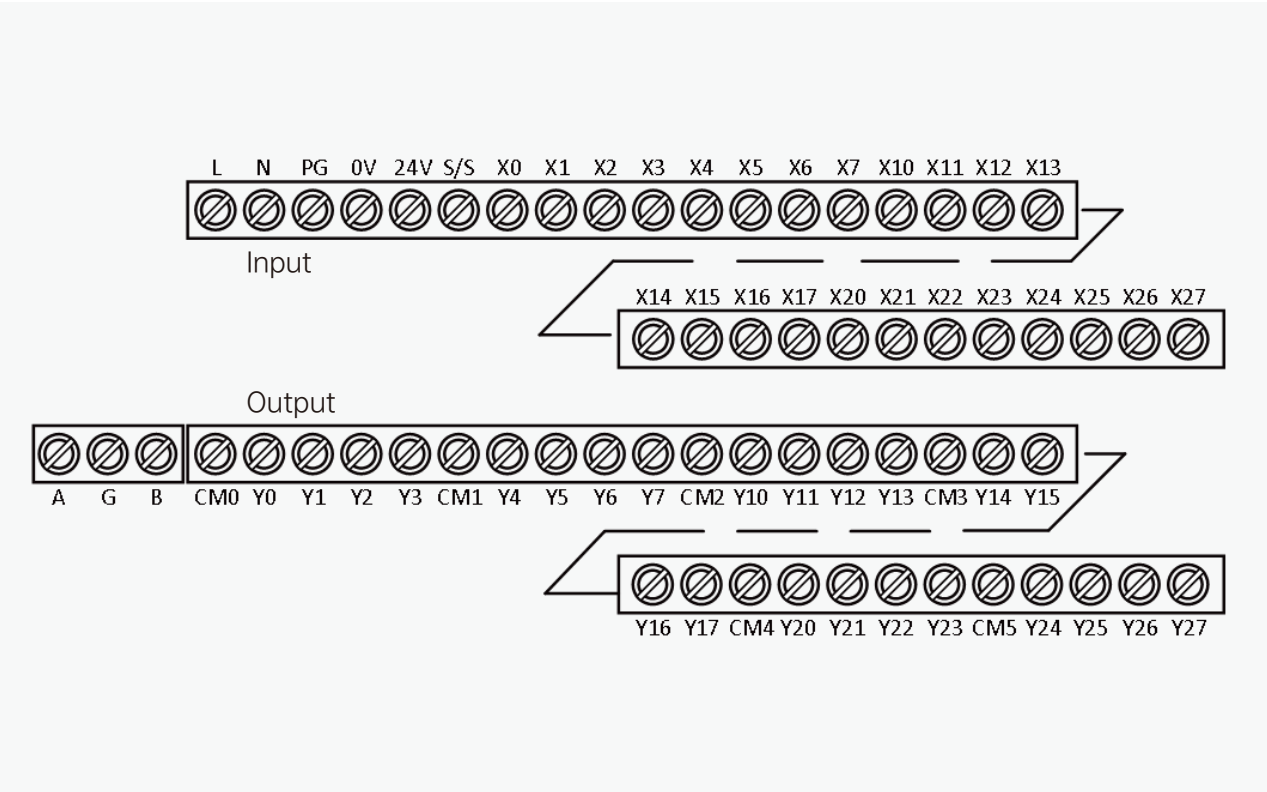 L N PG 0V 24V S/S X0 X1 X2 X3 X4 X5 X6 X7 X10 X11 X12 X13
Input
X14 X15 X16 X17 X20 X21 X22 X23 X24 X25 X26 X27
Output
A G B CM0 Y0 Y1 Y2 Y3 CM1 Y4 Y5 Y6 Y7 CM2 Y10 Y11 Y12 Y13 CM3 Y14 Y15
Y16 Y17 CM4 Y20 Y21 Y22 Y23 CM5 Y24 Y25 Y26 Y27